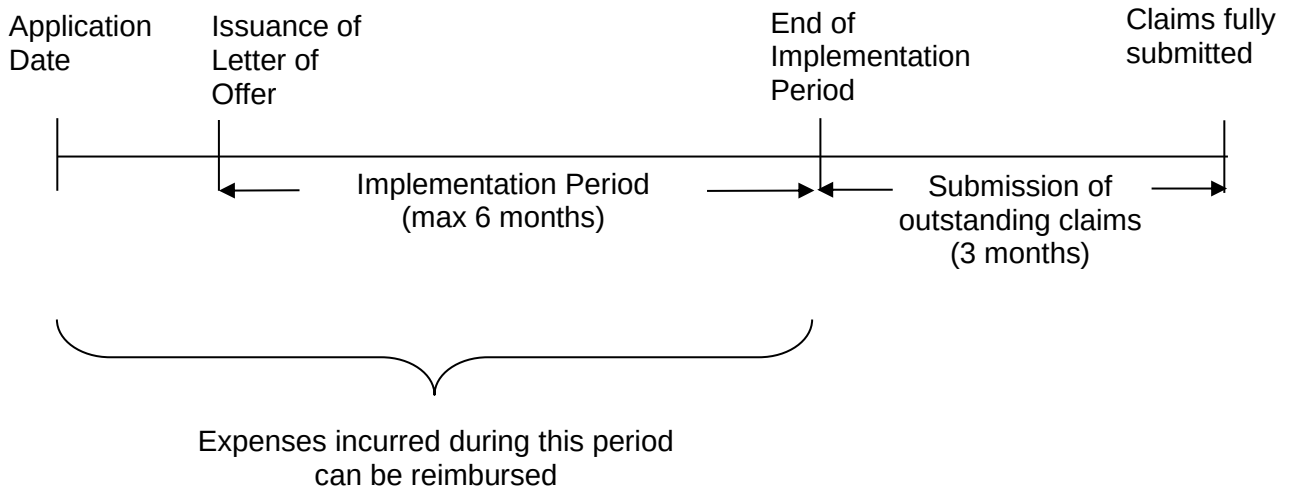 Application
Date
Issuance of
Letter of
Offer
End of
Implementation
Period
Claims fully
submitted
Implementation Period
(max 6 months)
Submission of
outstanding claims
(3 months)
Expenses incurred during this period
can be reimbursed